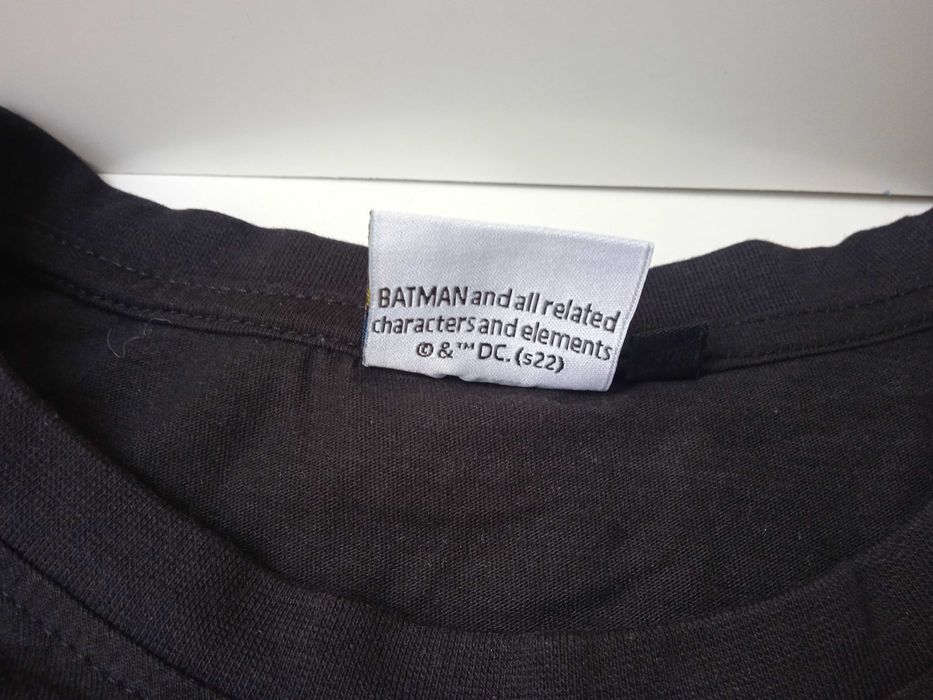 BATMAN and all related
characters and elements
© & ™ DC. (s22)